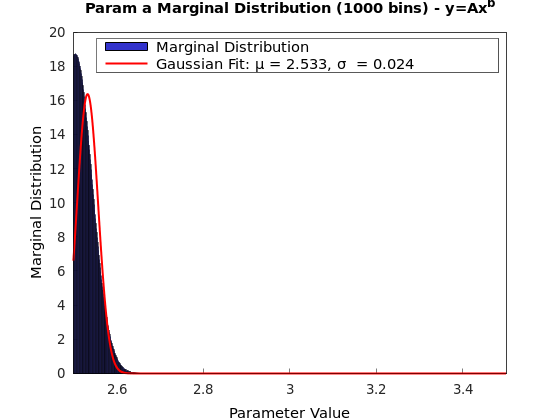 Param a Marginal Distribution (1000 bins) - y=Ax^b
Marginal Distribution
Gaussian Fit: μ = 2.533, σ = 0.024
20
18
16
14
12
10
8
6
4
2
0
Marginal Distribution
2.6 2.8 3 3.2 3.4
Parameter Value